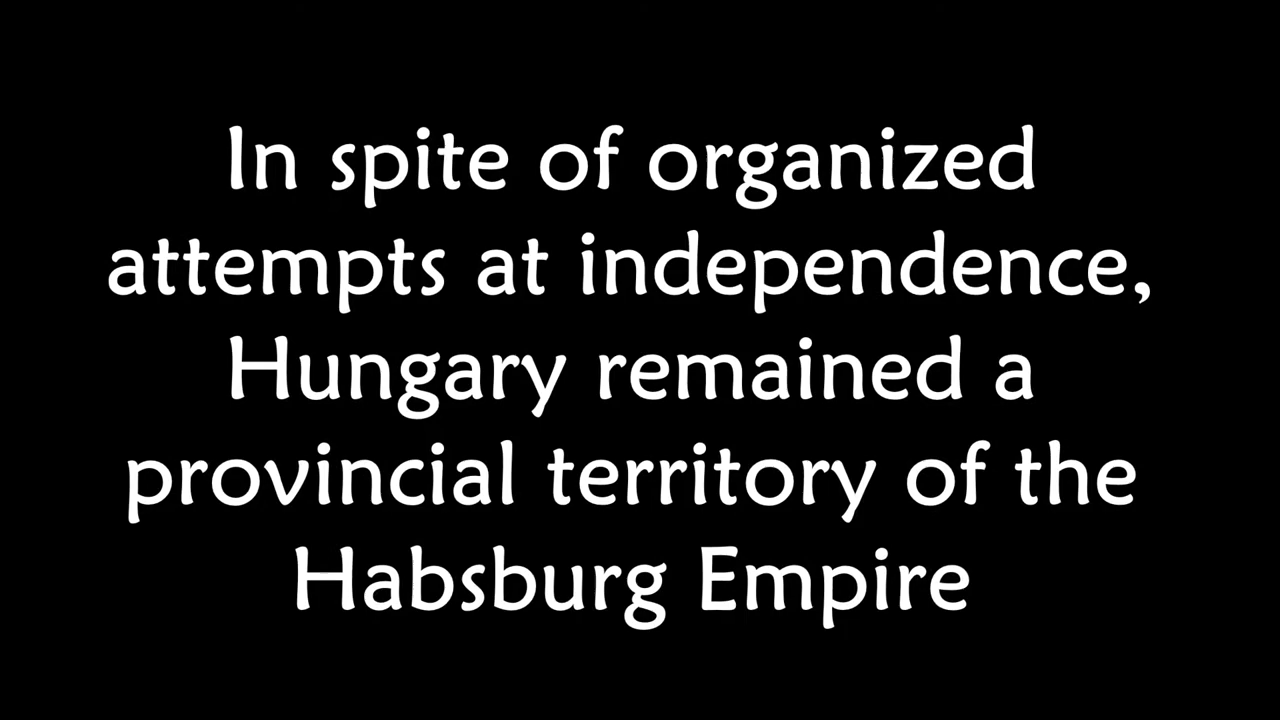 In spite of organized
attempts at independence,
Hungary remained a
provincial territory of the
Habsburg Empire